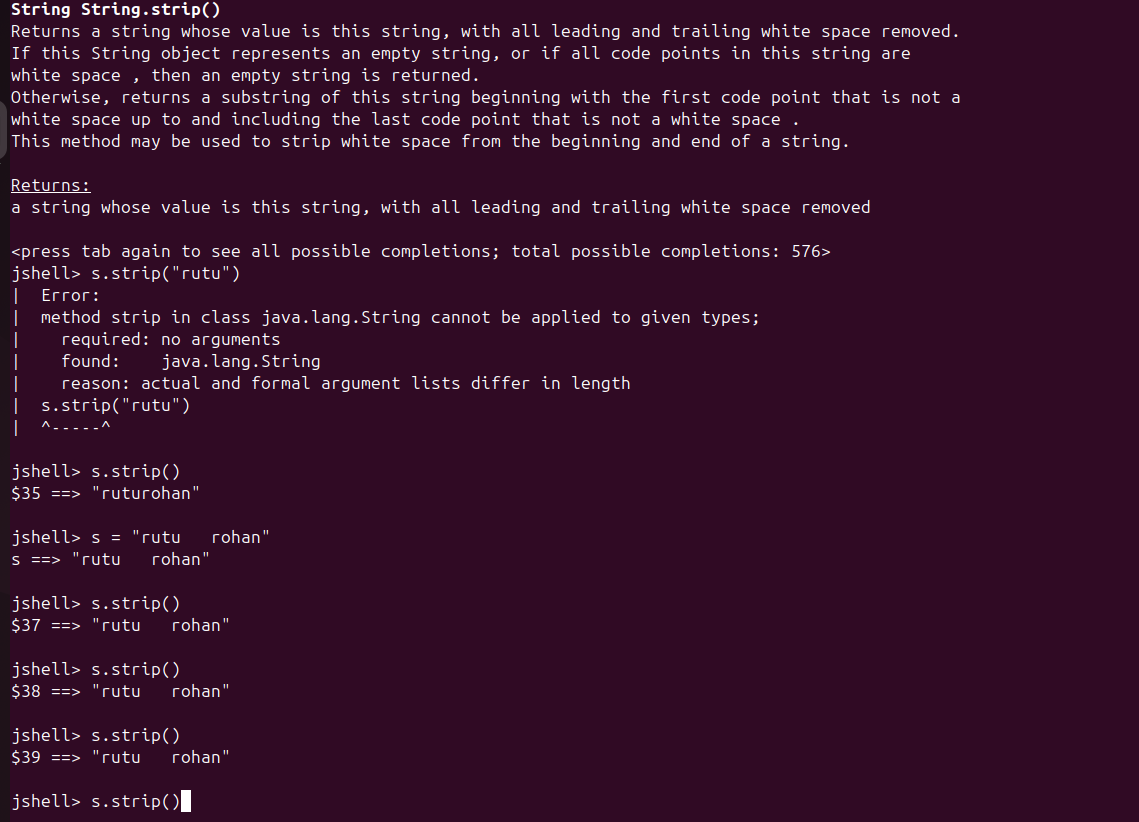 String String.strip()
Returns a string whose value is this string, with all leading and trailing white space removed.
If this String object represents an empty string, or if all code points in this string are
white space , then an empty string is returned.
Otherwise, returns a substring of this string beginning with the first code point that is not a
white space up to and including the last code point that is not a white space .
This method may be used to strip white space from the beginning and end of a string.

Returns:
a string whose value is this string, with all leading and trailing white space removed

<press tab again to see all possible completions; total possible completions: 576>
jshell> s.strip("rutu")
|  Error:
|  method strip in class java.lang.String cannot be applied to given types;
|    required: no arguments
|    found:    java.lang.String
|    reason: actual and formal argument lists differ in length
|  s.strip("rutu")
|  ^-----^

jshell> s.strip()
$35 ==> "ruturohan"

jshell> s = "rutu   rohan"
s ==> "rutu   rohan"

jshell> s.strip()
$37 ==> "rutu   rohan"

jshell> s.strip()
$38 ==> "rutu   rohan"

jshell> s.strip()
$39 ==> "rutu   rohan"

jshell> s.strip()